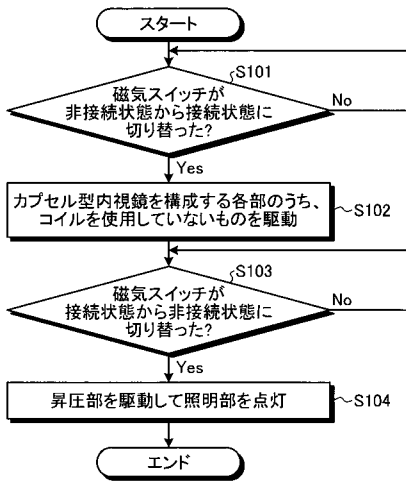 スタート
S101
磁気スイッチが
非接続状態から接続状態に
切り替った?
No
Yes
カプセル型内視鏡を構成する各部のうち、
コイルを使用していないものを駆動
S102
S103
磁気スイッチが
接続状態から非接続状態に
切り替った?
No
Yes
昇圧部を駆動して照明部を点灯
S104
エンド